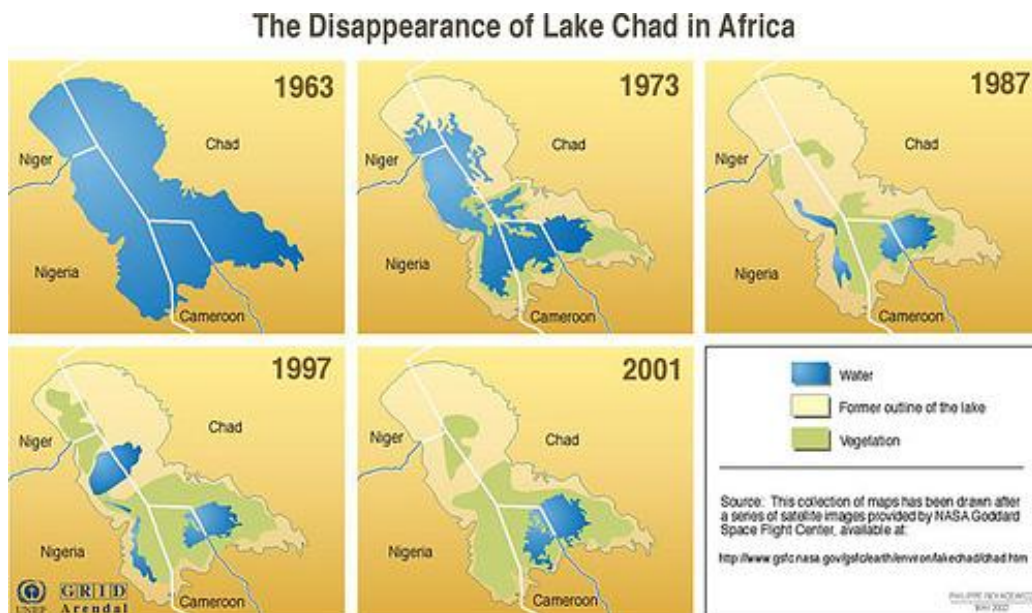 The Disappearance of Lake Chad in Africa
1963
Niger
Chad
Nigeria
Cameroon
1973
Niger
Chad
Nigeria
Cameroon
1987
Niger
Chad
Nigeria
Cameroon
1997
Niger
Chad
Nigeria
Cameroon
UNEP
GRID
Arendal
2001
Niger
Chad
Nigeria
Cameroon
Water
Former outline of the lake
Vegetation
Source: This collection of maps has been drawn after
a series of satellite images provided by NASA Goddard
Space Flight Center, available at:
http://www.gsfc.nasa.gov/gsfc/earth/environ/lakechad/chad.htm